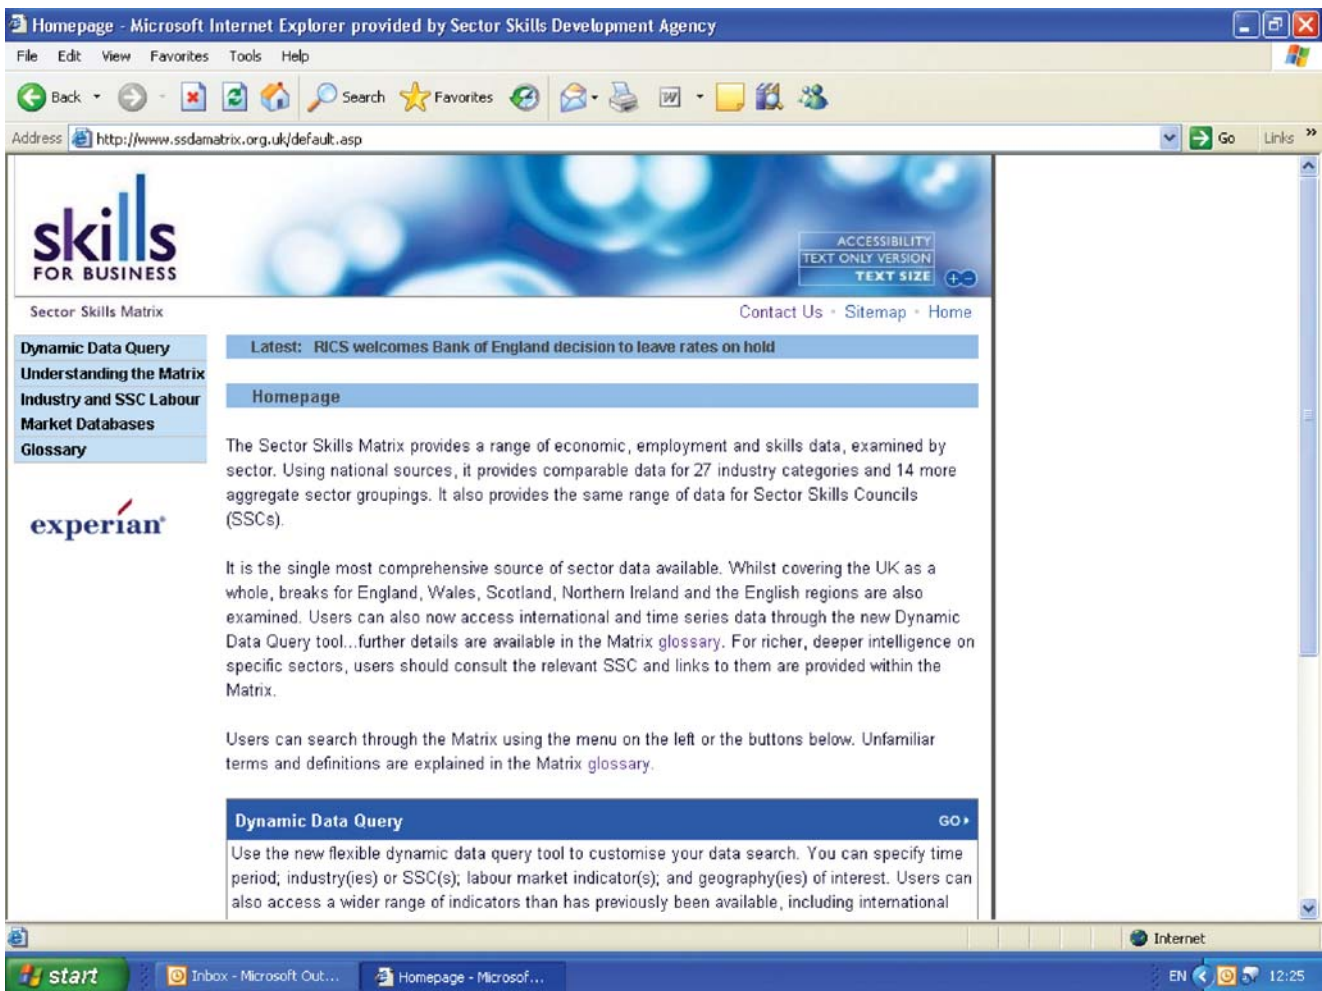 Homepage - Microsoft Internet Explorer provided by Sector Skills Development Agency
File Edit View Favorites Tools Help
Back Search Favorites
Address http://www.ssdamatrix.org.uk/default.asp Go Links »
skills
FOR BUSINESS
ACCESSIBILITY
TEXT ONLY VERSION
TEXT SIZE + -
Sector Skills Matrix
Contact Us • Sitemap • Home
Dynamic Data Query
Understanding the Matrix
Industry and SSC Labour
Market Databases
Glossary
experian
Latest: RICS welcomes Bank of England decision to leave rates on hold
Homepage
The Sector Skills Matrix provides a range of economic, employment and skills data, examined by
sector. Using national sources, it provides comparable data for 27 industry categories and 14 more
aggregate sector groupings. It also provides the same range of data for Sector Skills Councils
(SSCs).
It is the single most comprehensive source of sector data available. Whilst covering the UK as a
whole, breaks for England, Wales, Scotland, Northern Ireland and the English regions are also
examined. Users can also now access international and time series data through the new Dynamic
Data Query tool...further details are available in the Matrix glossary. For richer, deeper intelligence on
specific sectors, users should consult the relevant SSC and links to them are provided within the
Matrix.
Users can search through the Matrix using the menu on the left or the buttons below. Unfamiliar
terms and definitions are explained in the Matrix glossary.
Dynamic Data Query GO
Use the new flexible dynamic data query tool to customise your data search. You can specify time
period; industry(ies) or SSC(s); labour market indicator(s); and geography(ies) of interest. Users can
also access a wider range of indicators than has previously been available, including international
Internet
start Inbox - Microsoft Out... Homepage - Microsof... EN 12:25